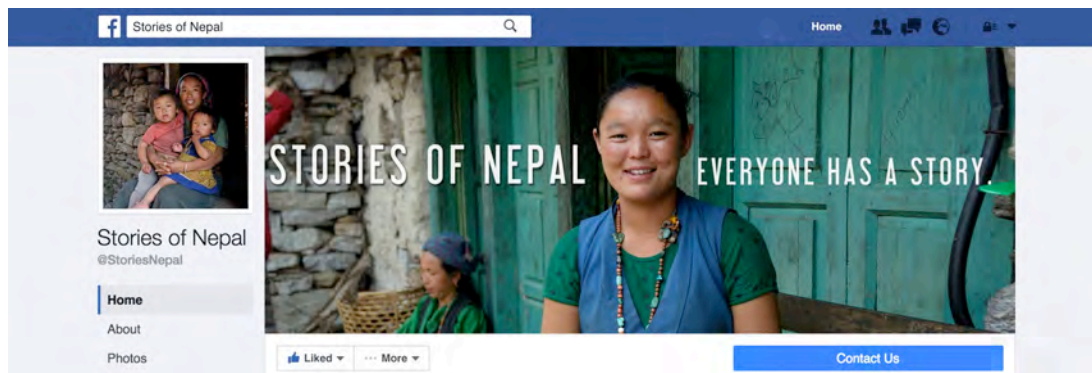 Stories of Nepal
Home
STORIES OF NEPAL
EVERYONE HAS A STORY.
Stories of Nepal
@StoriesNepal
Home
About
Photos
Liked
More
Contact Us